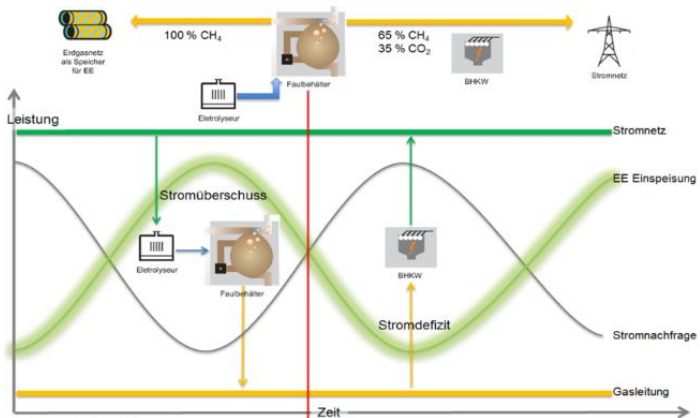 Erdgasnetz
als Speicher
für EE
100 % CH₄
Faulbehälter
65 % CH₄
35 % CO₂
BHKW
Stromnetz
Eletrolyseur
Leistung
Stromnetz
EE Einspeisung
Stromüberschuss
Eletrolyseur
Faulbehälter
BHKW
Stromdefizit
Stromnachfrage
Gasleitung
Zeit